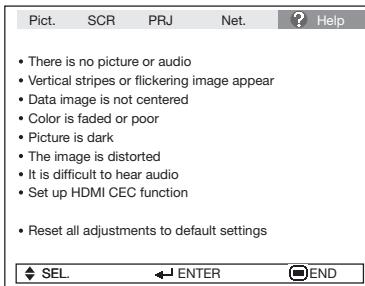 Pict. SCR PRJ Net. ? Help
• There is no picture or audio
• Vertical stripes or flickering image appear
• Data image is not centered
• Color is faded or poor
• Picture is dark
• The image is distorted
• It is difficult to hear audio
• Set up HDMI CEC function
• Reset all adjustments to default settings
SEL. ENTER END